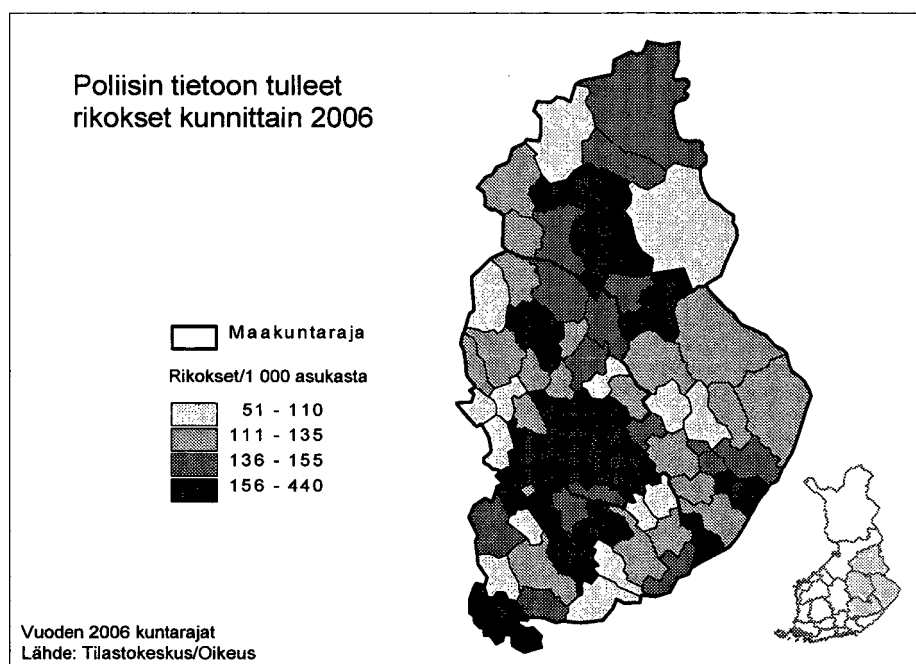 Poliisin tietoon tulleet
rikokset kunnittain 2006
Maakuntaraja
Rikokset/1 000 asukasta
51 - 110
111 - 135
136 - 155
156 - 440
Vuoden 2006 kuntarajat
Lähde: Tilastokeskus/Oikeus